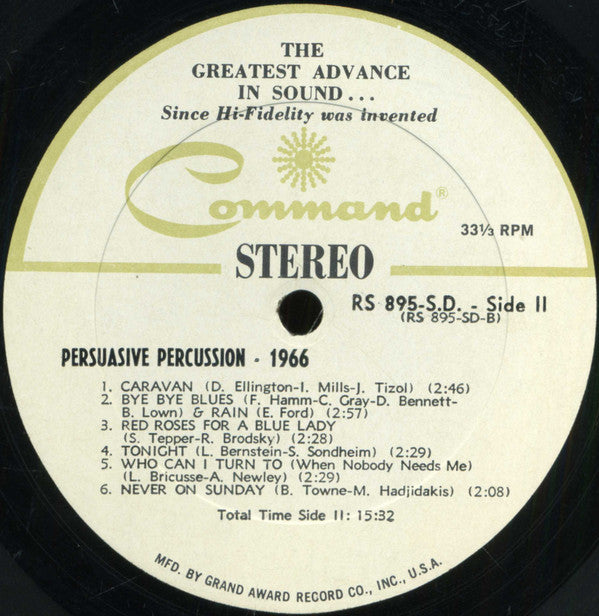 THE
GREATEST ADVANCE
IN SOUND...
Since Hi-Fidelity was invented
Command®
33⅓ RPM
STEREO
RS 895-S.D. - Side II
(RS 895-SD-B)
PERSUASIVE PERCUSSION - 1966
1. CARAVAN (D. Ellington-I. Mills-J. Tizol) (2:46)
2. BYE BYE BLUES (F. Hamm-C. Gray-D. Bennett-
B. Lown) & RAIN (E. Ford) (2:57)
3. RED ROSES FOR A BLUE LADY
(S. Tepper-R. Brodsky) (2:28)
4. TONIGHT (L. Bernstein-S. Sondheim) (2:29)
5. WHO CAN I TURN TO (When Nobody Needs Me)
(L. Bricusse-A. Newley) (2:29)
6. NEVER ON SUNDAY (B. Towne-M. Hadjidakis) (2:08)
Total Time Side II: 15:32
MFD. BY GRAND AWARD RECORD CO., INC., U.S.A.